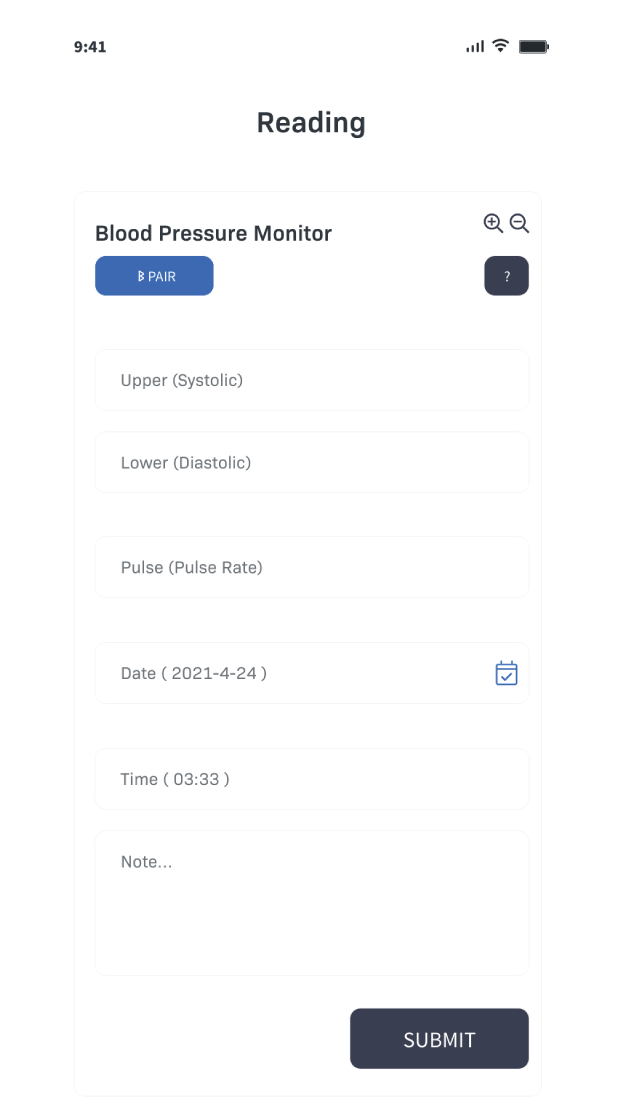 9:41
Reading
Blood Pressure Monitor
PAIR
?
Upper (Systolic)
Lower (Diastolic)
Pulse (Pulse Rate)
Date ( 2021-4-24 )
Time ( 03:33 )
Note...
SUBMIT